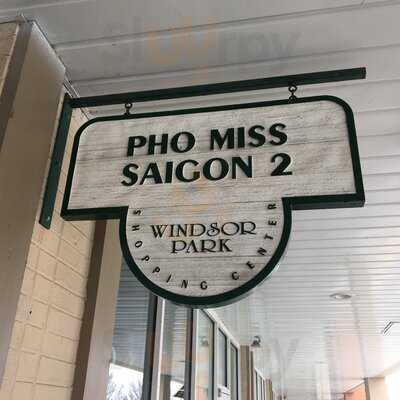 PHO MISS
SAIGON 2
WINDSOR
PARK
SHOPPING CENTER